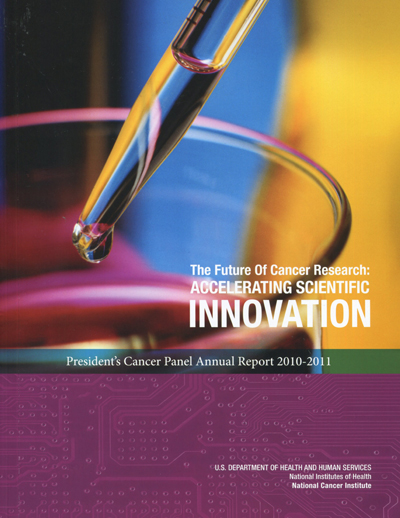 The Future Of Cancer Research:
ACCELERATING SCIENTIFIC
INNOVATION
President's Cancer Panel Annual Report 2010-2011
U.S. DEPARTMENT OF HEALTH AND HUMAN SERVICES
National Institutes of Health
National Cancer Institute